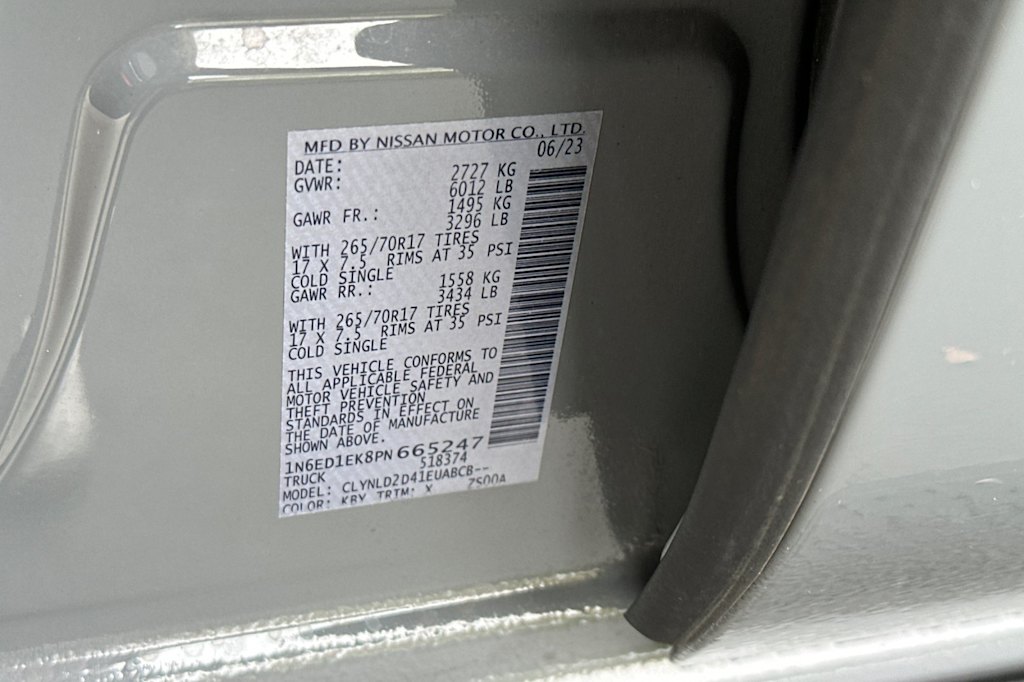 MFD BY NISSAN MOTOR CO., LTD.
DATE: 06/23
GVWR: 2727 KG
6012 LB
GAWR FR.: 1495 KG
3296 LB
WITH 265/70R17 TIRES
17 X 7.5 RIMS AT 35 PSI
COLD SINGLE
GAWR RR.: 1558 KG
3434 LB
WITH 265/70R17 TIRES
17 X 7.5 RIMS AT 35 PSI
COLD SINGLE
THIS VEHICLE CONFORMS TO
ALL APPLICABLE FEDERAL
MOTOR VEHICLE SAFETY AND
THEFT PREVENTION
STANDARDS IN EFFECT ON
THE DATE OF MANUFACTURE
SHOWN ABOVE.
1N6ED1EK8PN 665247
TRUCK 518374
MODEL: CLYNLD2D41EUABCB--
COLOR: KBY TRIM: X ZS00A